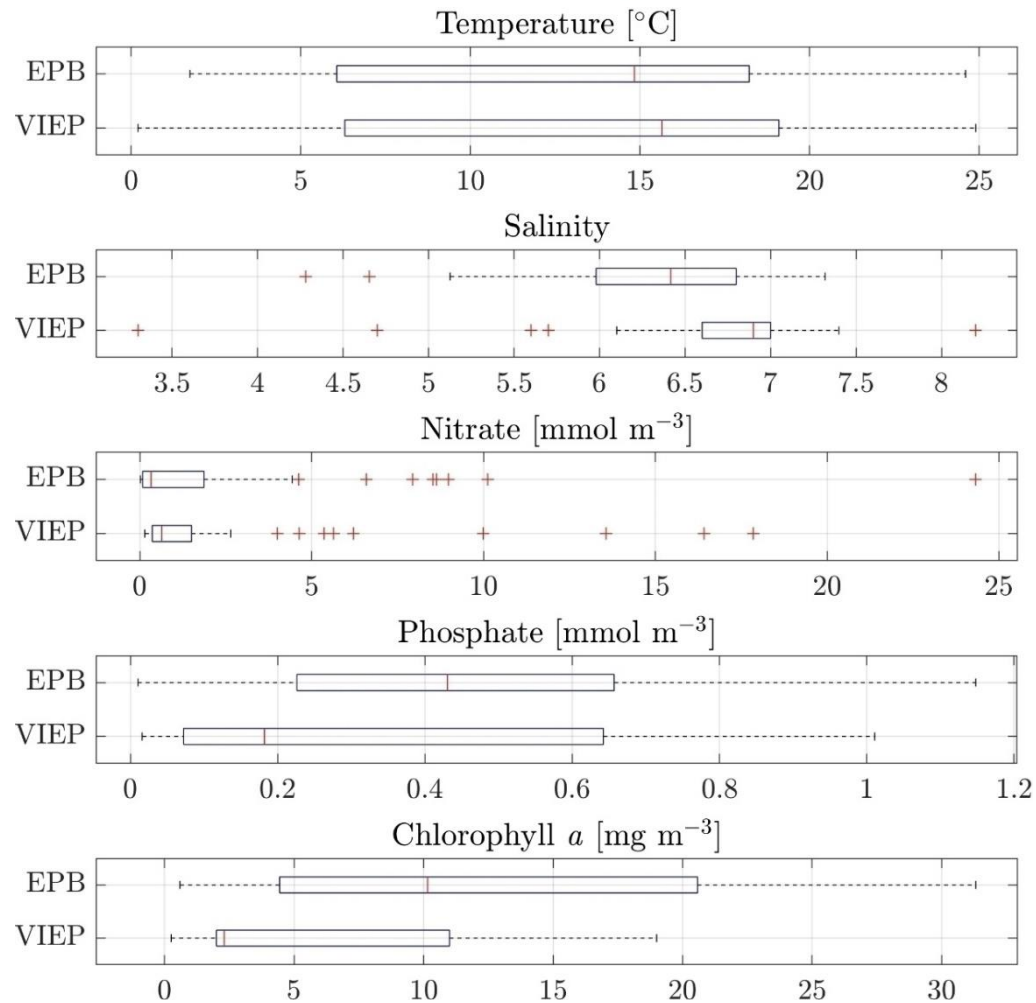 Temperature [°C]
EPB
VIEP
0 5 10 15 20 25
Salinity
EPB
VIEP
3.5 4 4.5 5 5.5 6 6.5 7 7.5 8
Nitrate [mmol m⁻³]
EPB
VIEP
0 5 10 15 20 25
Phosphate [mmol m⁻³]
EPB
VIEP
0 0.2 0.4 0.6 0.8 1 1.2
Chlorophyll a [mg m⁻³]
EPB
VIEP
0 5 10 15 20 25 30